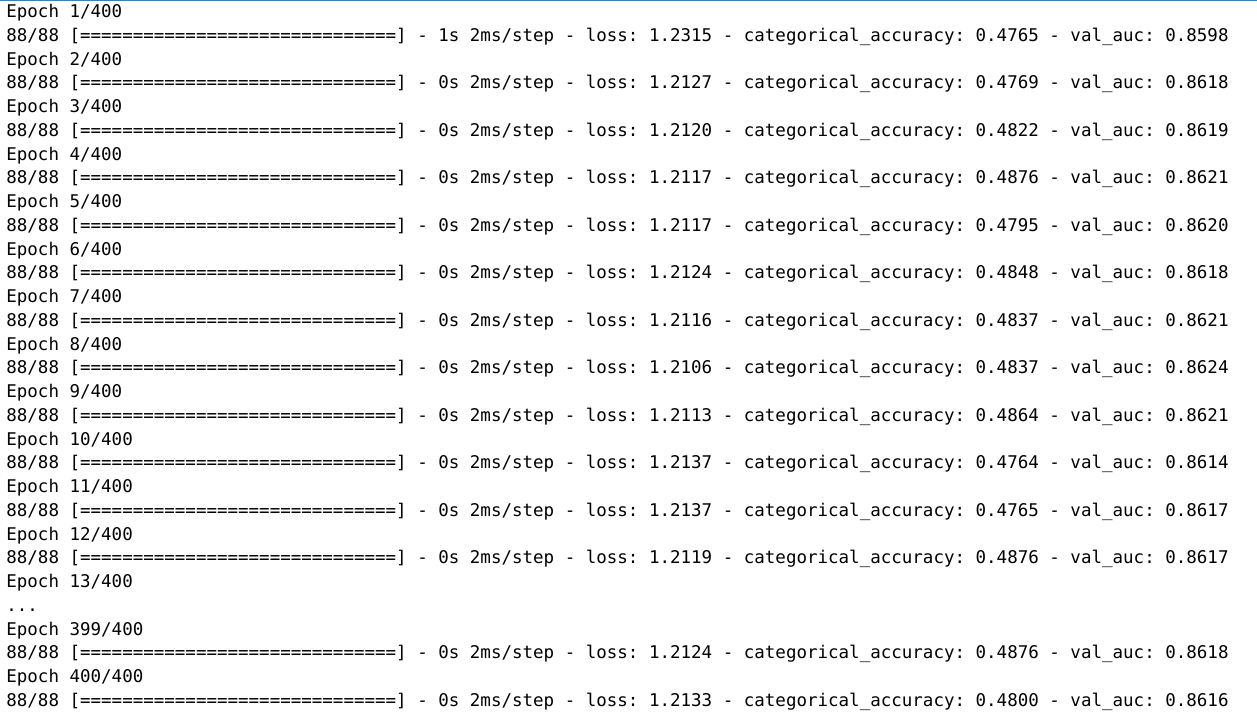 Epoch 1/400
88/88 [==============================] - 1s 2ms/step - loss: 1.2315 - categorical_accuracy: 0.4765 - val_auc: 0.8598
Epoch 2/400
88/88 [==============================] - 0s 2ms/step - loss: 1.2127 - categorical_accuracy: 0.4769 - val_auc: 0.8618
Epoch 3/400
88/88 [==============================] - 0s 2ms/step - loss: 1.2120 - categorical_accuracy: 0.4822 - val_auc: 0.8619
Epoch 4/400
88/88 [==============================] - 0s 2ms/step - loss: 1.2117 - categorical_accuracy: 0.4876 - val_auc: 0.8621
Epoch 5/400
88/88 [==============================] - 0s 2ms/step - loss: 1.2117 - categorical_accuracy: 0.4795 - val_auc: 0.8620
Epoch 6/400
88/88 [==============================] - 0s 2ms/step - loss: 1.2124 - categorical_accuracy: 0.4848 - val_auc: 0.8618
Epoch 7/400
88/88 [==============================] - 0s 2ms/step - loss: 1.2116 - categorical_accuracy: 0.4837 - val_auc: 0.8621
Epoch 8/400
88/88 [==============================] - 0s 2ms/step - loss: 1.2106 - categorical_accuracy: 0.4837 - val_auc: 0.8624
Epoch 9/400
88/88 [==============================] - 0s 2ms/step - loss: 1.2113 - categorical_accuracy: 0.4864 - val_auc: 0.8621
Epoch 10/400
88/88 [==============================] - 0s 2ms/step - loss: 1.2137 - categorical_accuracy: 0.4764 - val_auc: 0.8614
Epoch 11/400
88/88 [==============================] - 0s 2ms/step - loss: 1.2137 - categorical_accuracy: 0.4765 - val_auc: 0.8617
Epoch 12/400
88/88 [==============================] - 0s 2ms/step - loss: 1.2119 - categorical_accuracy: 0.4876 - val_auc: 0.8617
Epoch 13/400
...
Epoch 399/400
88/88 [==============================] - 0s 2ms/step - loss: 1.2124 - categorical_accuracy: 0.4876 - val_auc: 0.8618
Epoch 400/400
88/88 [==============================] - 0s 2ms/step - loss: 1.2133 - categorical_accuracy: 0.4800 - val_auc: 0.8616